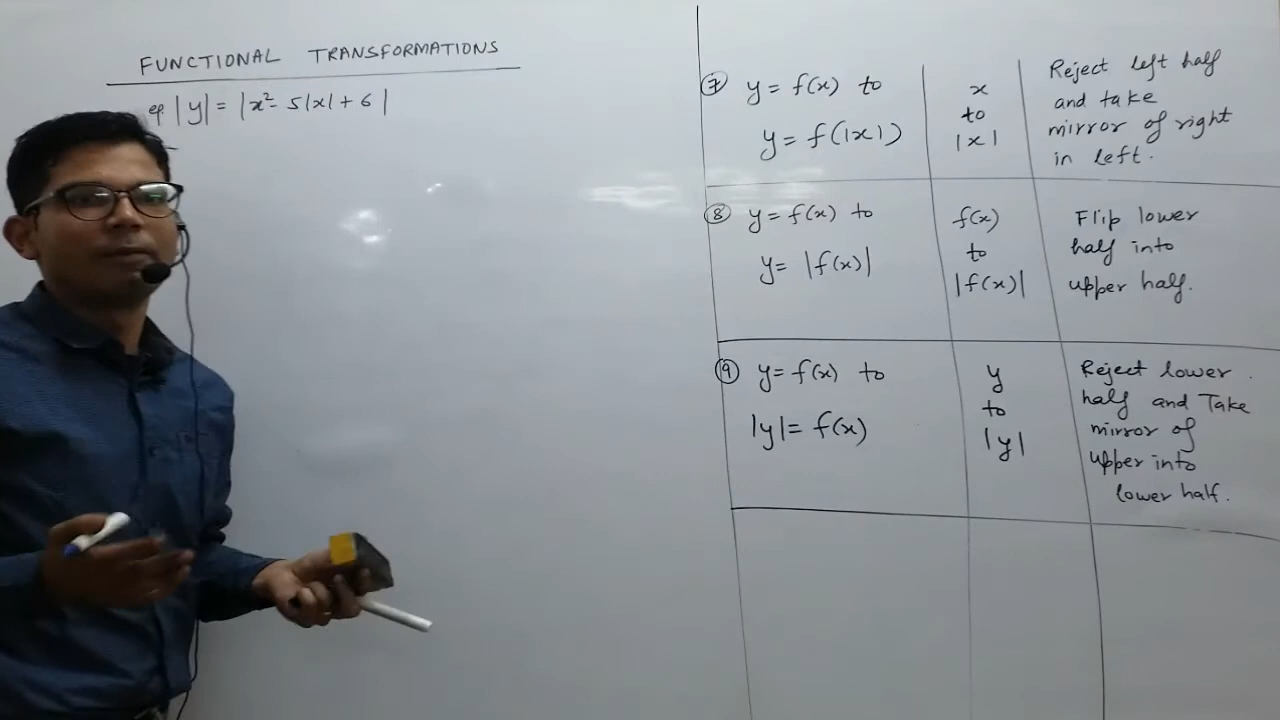 FUNCTIONAL TRANSFORMATIONS
eg |y| = |x² - 5|x| + 6|
⑦ y = f(x) to
y = f(|x|)
x
to
|x|
Reject left half
and take
mirror of right
in left.
⑧ y = f(x) to
y = |f(x)|
f(x)
to
|f(x)|
Flip lower
half into
upper half.
⑨ y = f(x) to
|y| = f(x)
y
to
|y|
Reject lower
half and Take
mirror of
upper into
lower half.